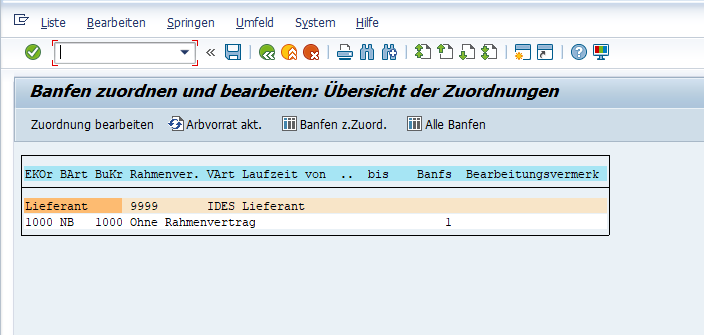 Liste Bearbeiten Springen Umfeld System Hilfe
Banfen zuordnen und bearbeiten: Übersicht der Zuordnungen
Zuordnung bearbeiten Arbvorrat akt. Banfen z.Zuord. Alle Banfen
EKOr BArt BuKr Rahmenver. VArt Laufzeit von .. bis Banfs Bearbeitungsvermerk
Lieferant 9999 IDES Lieferant
1000 NB 1000 Ohne Rahmenvertrag 1